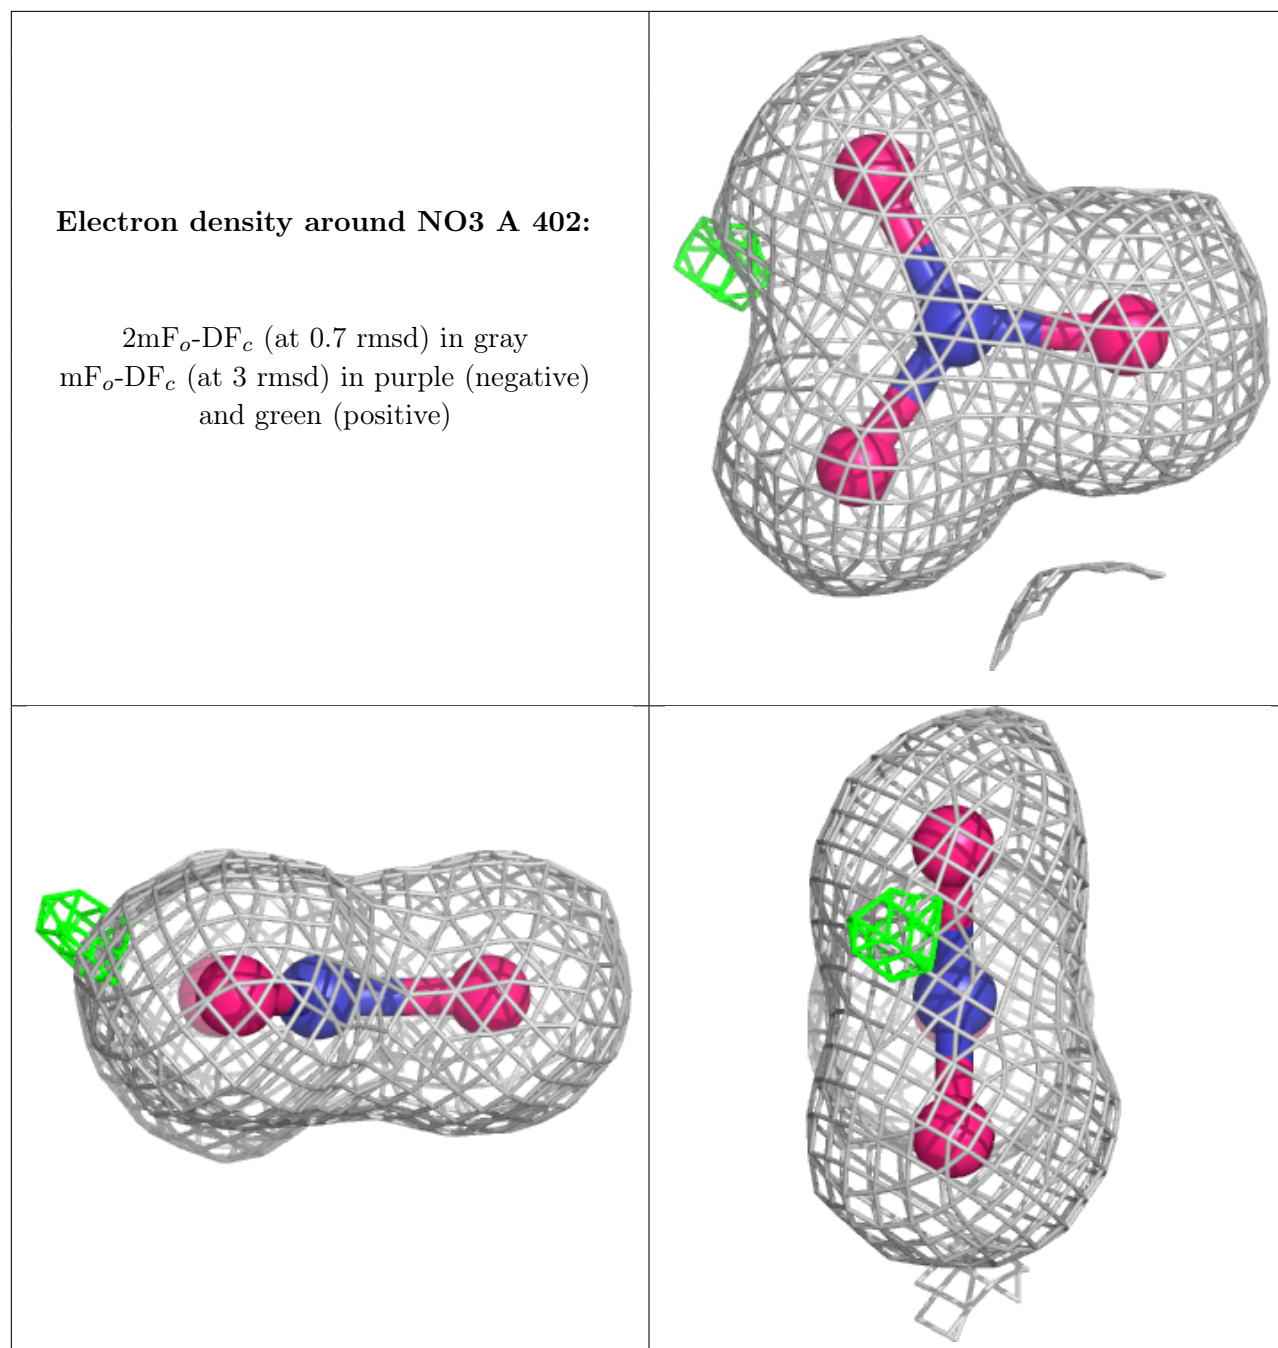 Electron density around NO3 A 402:
2mFo-DFc (at 0.7 rmsd) in gray
mFo-DFc (at 3 rmsd) in purple (negative)
and green (positive)